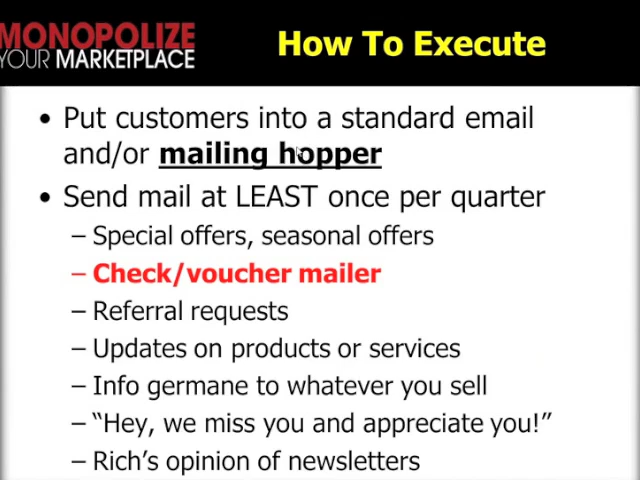 MONOPOLIZE
YOUR MARKETPLACE
How To Execute
• Put customers into a standard email
and/or mailing hopper
• Send mail at LEAST once per quarter
– Special offers, seasonal offers
– Check/voucher mailer
– Referral requests
– Updates on products or services
– Info germane to whatever you sell
– “Hey, we miss you and appreciate you!”
– Rich’s opinion of newsletters